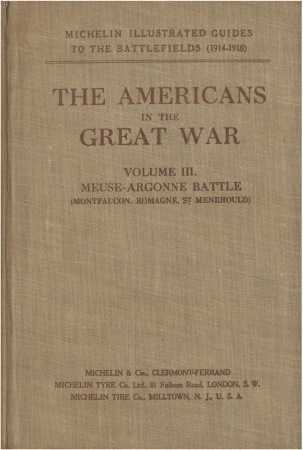 MICHELIN ILLUSTRATED GUIDES
TO THE BATTLEFIELDS (1914-1918)
THE AMERICANS
IN THE
GREAT WAR
VOLUME III.
MEUSE-ARGONNE BATTLE
(MONTFAUCON, ROMAGNE, ST MENEHOULD)
MICHELIN & Cie., CLERMONT-FERRAND
MICHELIN TYRE Co. Ltd., 81 Fulham Road, LONDON, S. W.
MICHELIN TIRE Co., MILLTOWN, N. J., U. S. A